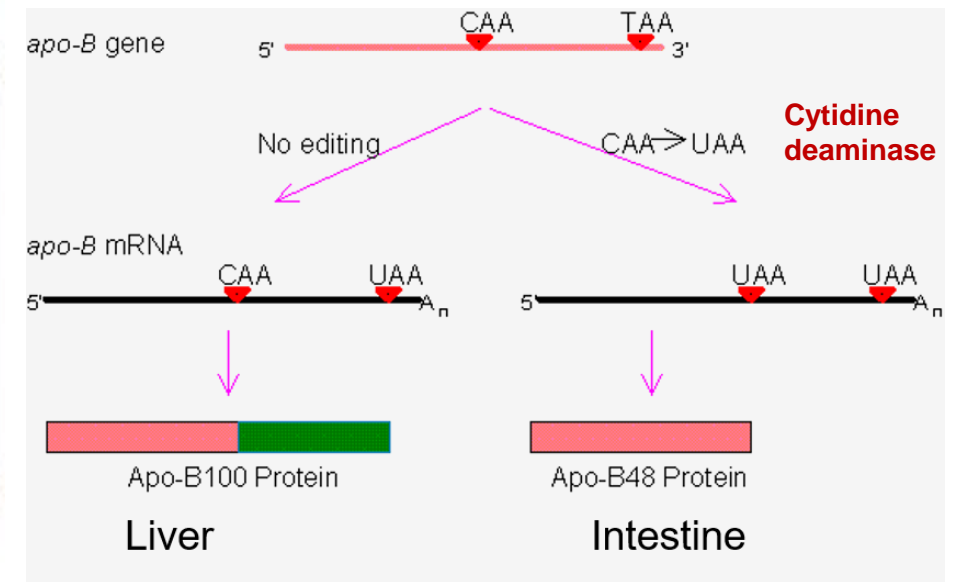 CAA TAA
apo-B gene 5' 3'
No editing CAA→UAA
Cytidine
deaminase
apo-B mRNA
CAA UAA UAA UAA
5' An 5' An
Apo-B100 Protein Apo-B48 Protein
Liver Intestine